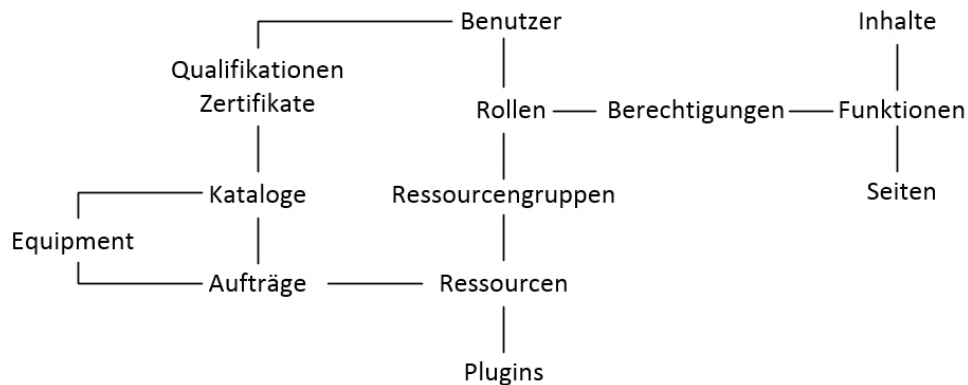 Benutzer
Inhalte
Qualifikationen
Zertifikate
Rollen
Berechtigungen
Funktionen
Kataloge
Ressourcengruppen
Seiten
Equipment
Aufträge
Ressourcen
Plugins